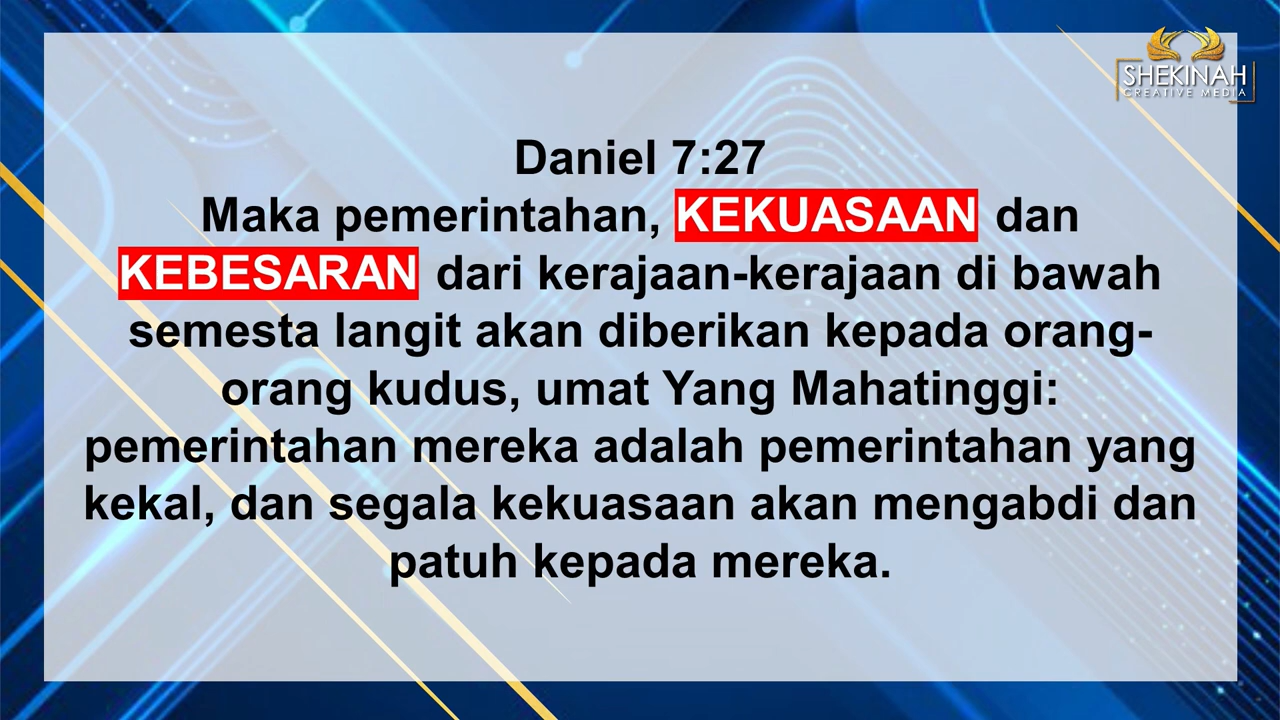 SHEKINAH
CREATIVE MEDIA
Daniel 7:27
Maka pemerintahan, KEKUASAAN dan
KEBESARAN dari kerajaan-kerajaan di bawah
semesta langit akan diberikan kepada orang-
orang kudus, umat Yang Mahatinggi:
pemerintahan mereka adalah pemerintahan yang
kekal, dan segala kekuasaan akan mengabdi dan
patuh kepada mereka.